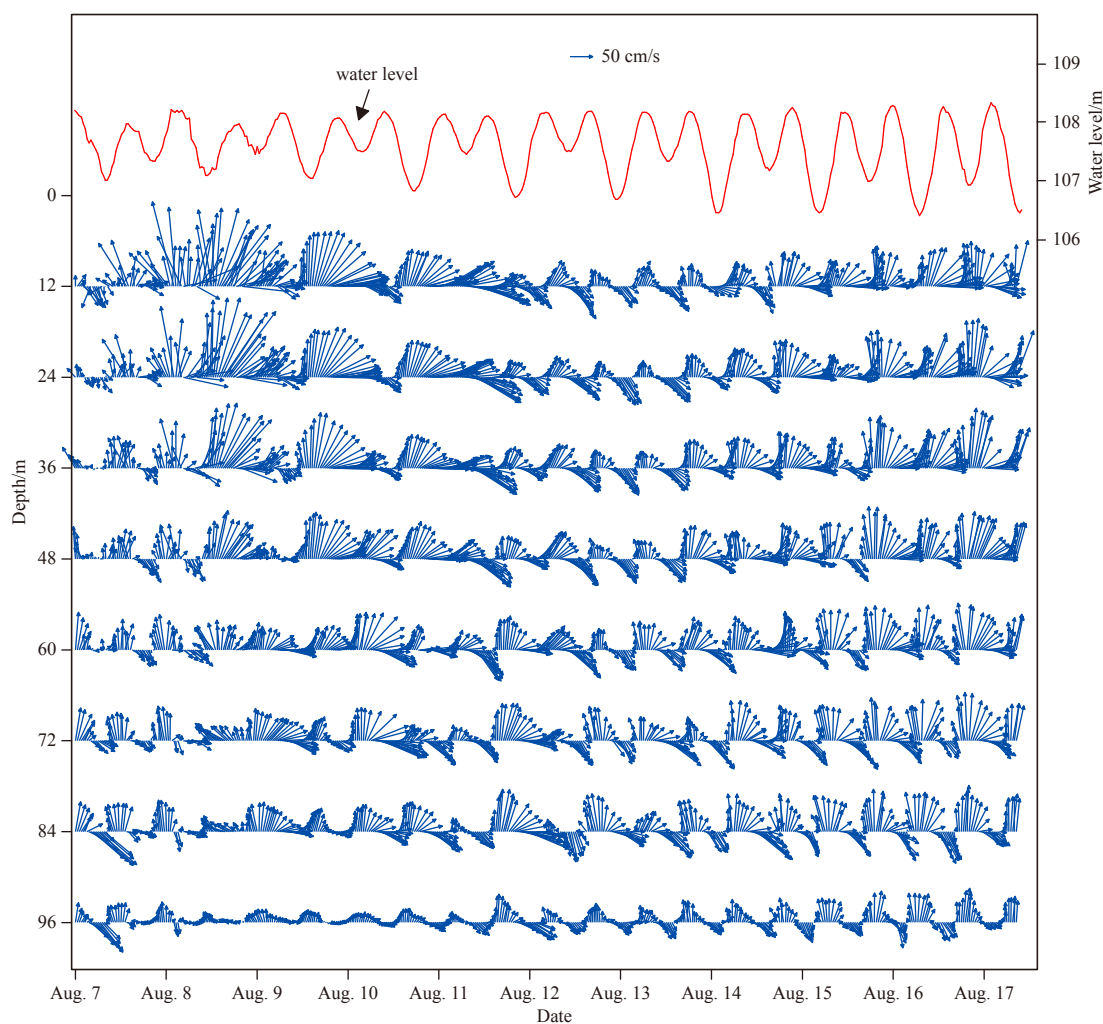 50 cm/s
water level
109
108
107
106
Water level/m
0
12
24
36
48
60
72
84
96
Depth/m
Aug. 7 Aug. 8 Aug. 9 Aug. 10 Aug. 11 Aug. 12 Aug. 13 Aug. 14 Aug. 15 Aug. 16 Aug. 17
Date